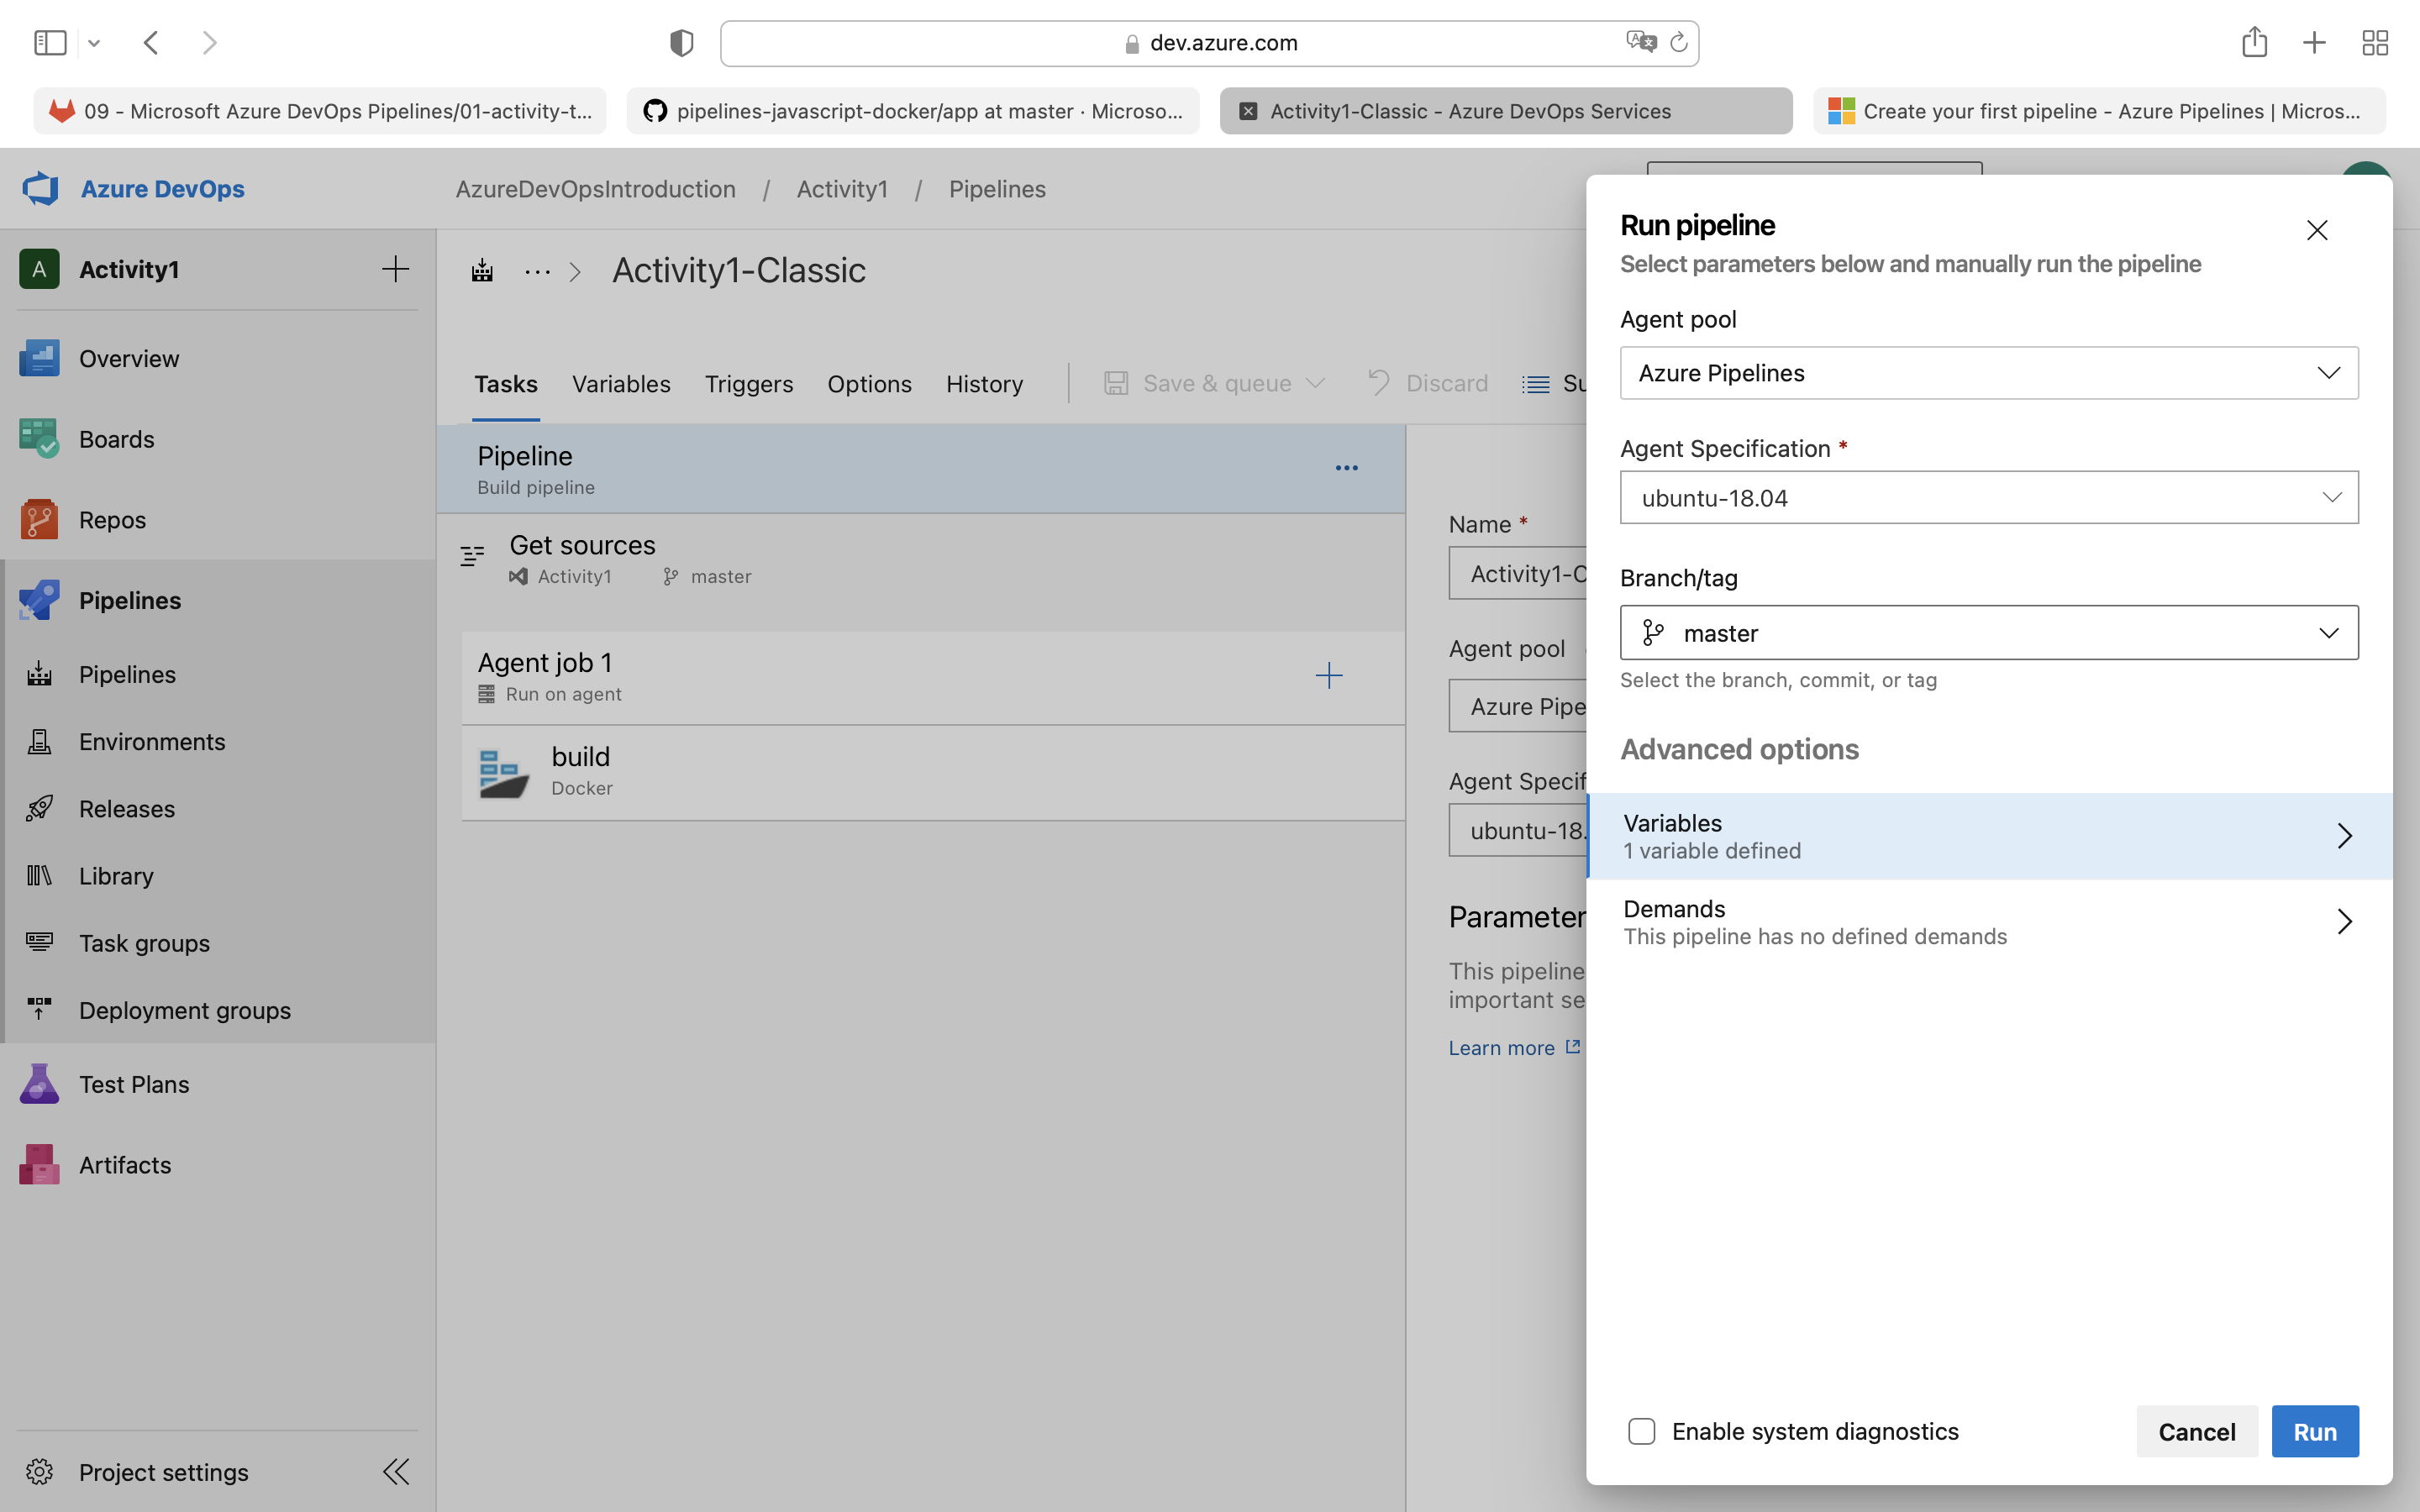 dev.azure.com
09 - Microsoft Azure DevOps Pipelines/01-activity-t...
pipelines-javascript-docker/app at master · Microso...
Activity1-Classic - Azure DevOps Services
Create your first pipeline - Azure Pipelines | Micros...
Azure DevOps
AzureDevOpsIntroduction / Activity1 / Pipelines
A Activity1
Overview
Boards
Repos
Pipelines
Pipelines
Environments
Releases
Library
Task groups
Deployment groups
Test Plans
Artifacts
Project settings
... > Activity1-Classic
Tasks Variables Triggers Options History Save & queue Discard Su
Pipeline
Build pipeline
Get sources
Activity1 master
Agent job 1
Run on agent
build
Docker
Name *
Activity1-C
Agent pool
Azure Pipe
Agent Specif
ubuntu-18.
Parameter
This pipeline
important se
Learn more
Run pipeline
Select parameters below and manually run the pipeline
Agent pool
Azure Pipelines
Agent Specification *
ubuntu-18.04
Branch/tag
master
Select the branch, commit, or tag
Advanced options
Variables
1 variable defined
Demands
This pipeline has no defined demands
Enable system diagnostics
Cancel
Run